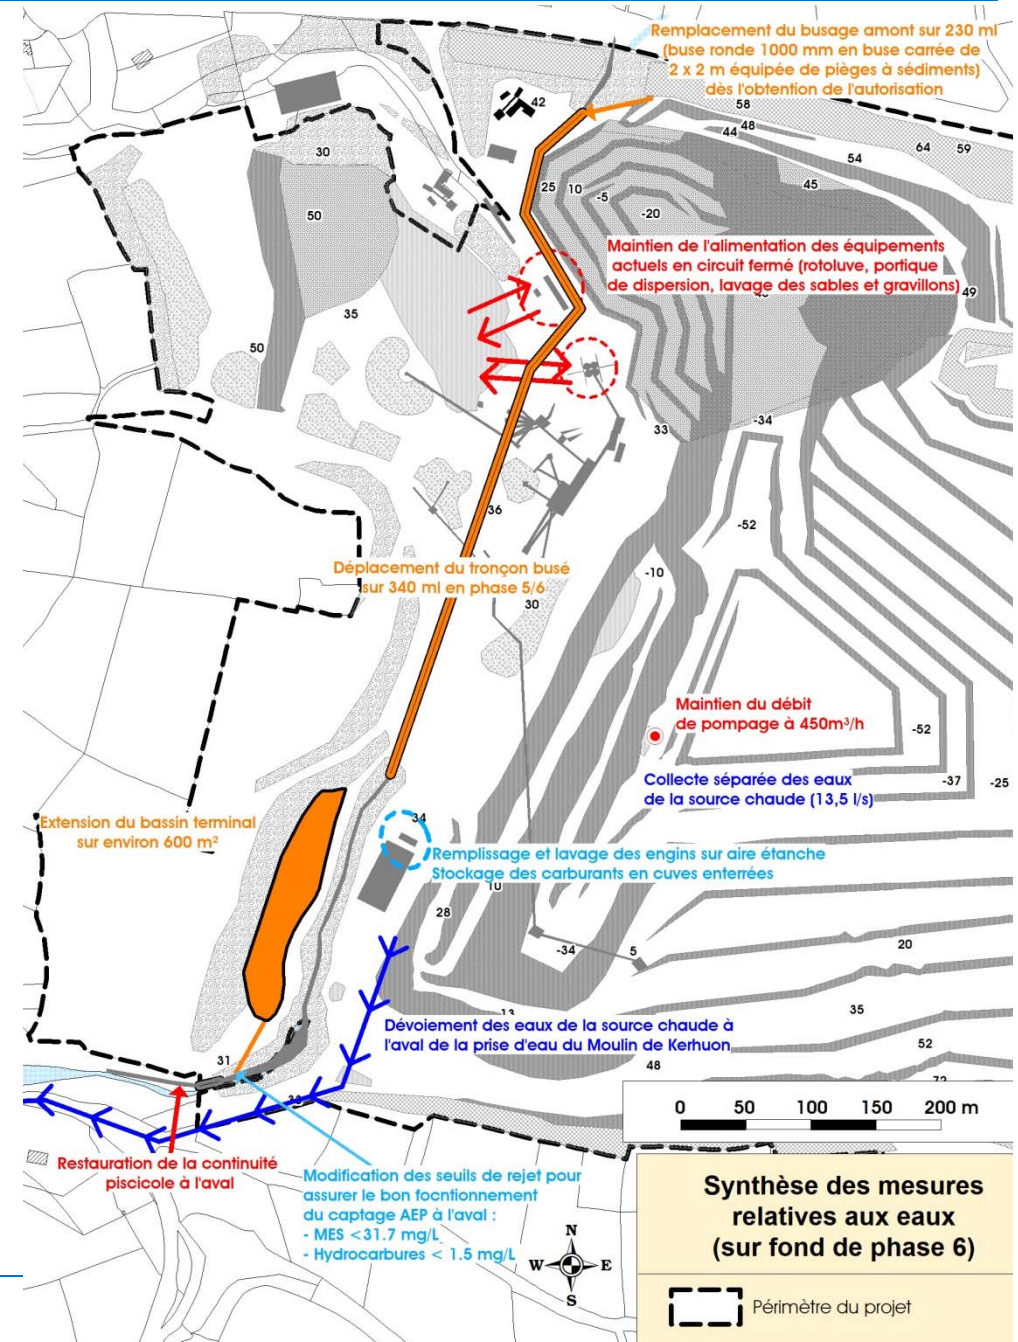 Remplacement du busage amont sur 230 ml
(buse ronde 1000 mm en buse carrée de
2 x 2 m équipée de pièges à sédiments)
dès l'obtention de l'autorisation
42
58
48
44
64
59
54
45
30
25
10
-5
-20
50
Maintien de l'alimentation des équipements
actuels en circuit fermé (rotoluve, portique
de dispersion, lavage des sables et gravillons)
49
35
50
33
-34
36
-52
Déplacement du tronçon busé
sur 340 ml en phase 5/6
-10
30
Maintien du débit
de pompage à 450m³/h
-52
Collecte séparée des eaux
de la source chaude (13,5 l/s)
-37
-25
Extension du bassin terminal
sur environ 600 m²
34
Remplissage et lavage des engins sur aire étanche
Stockage des carburants en cuves enterrées
10
28
-34
5
20
13
35
Dévoiement des eaux de la source chaude à
l'aval de la prise d'eau du Moulin de Kerhuon
52
48
72
31
Restauration de la continuité
piscicole à l'aval
Modification des seuils de rejet pour
assurer le bon focntionnement
du captage AEP à l'aval :
- MES <31.7 mg/L
- Hydrocarbures < 1.5 mg/L
N
W E
S
0 50 100 150 200 m
Synthèse des mesures
relatives aux eaux
(sur fond de phase 6)
Périmètre du projet